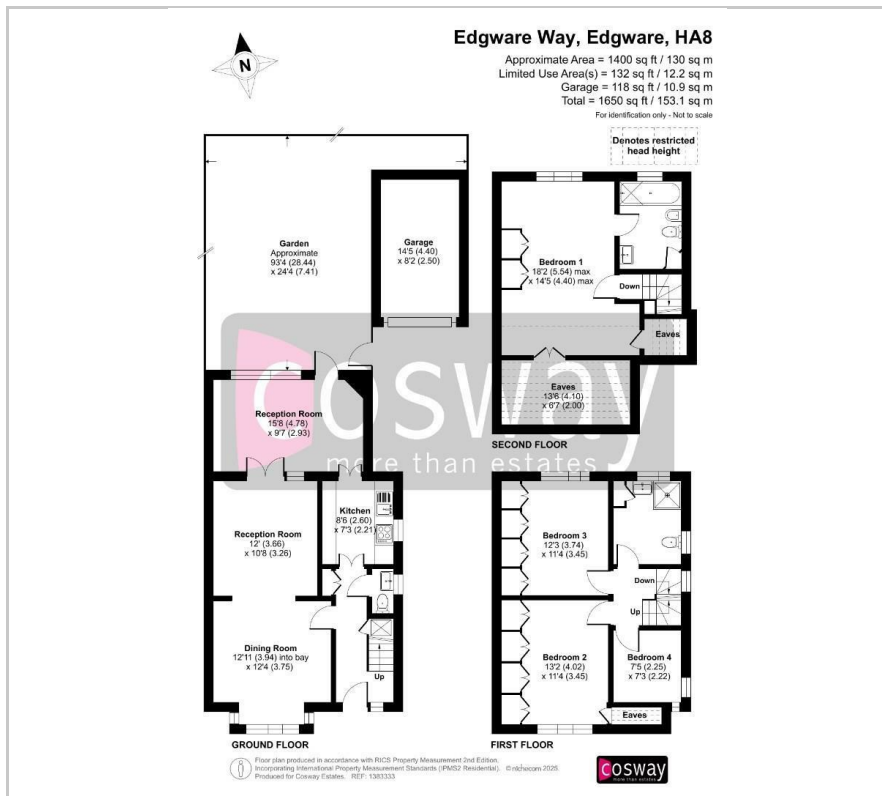 Edgware Way, Edgware, HA8
Approximate Area = 1400 sq ft / 130 sq m
Limited Use Area(s) = 132 sq ft / 12.2 sq m
Garage = 118 sq ft / 10.9 sq m
Total = 1650 sq ft / 153.1 sq m
For identification only - Not to scale
Denotes restricted
head height
N
Garden
Approximate
93'4 (28.44)
x 24'4 (7.41)
Garage
14'5 (4.40)
x 8'2 (2.50)
Bedroom 1
18'2 (5.54) max
x 14'5 (4.40) max
Down
Eaves
Eaves
13'6 (4.10)
x 6'7 (2.00)
SECOND FLOOR
cosway
more than estates
Reception Room
15'8 (4.78)
x 9'7 (2.93)
Reception Room
12' (3.66)
x 10'8 (3.26)
Kitchen
8'6 (2.60)
x 7'3 (2.21)
Dining Room
12'11 (3.94) into bay
x 12'4 (3.75)
Up
GROUND FLOOR
Bedroom 3
12'3 (3.74)
x 11'4 (3.45)
Down
Up
Bedroom 2
13'2 (4.02)
x 11'4 (3.45)
Bedroom 4
7'5 (2.25)
x 7'3 (2.22)
Eaves
FIRST FLOOR
Floor plan produced in accordance with RICS Property Measurement 2nd Edition.
Incorporating International Property Measurement Standards (IPMS2 Residential). © nichecom 2025.
Produced for Cosway Estates. REF: 1383333
cosway
more than estates